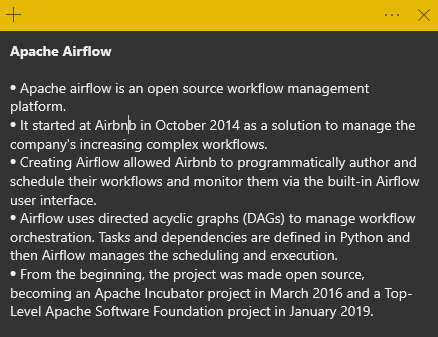 Apache Airflow
• Apache airflow is an open source workflow management
platform.
• It started at Airbnb in October 2014 as a solution to manage the
company's increasing complex workflows.
• Creating Airflow allowed Airbnb to programmatically author and
schedule their workflows and monitor them via the built-in Airflow
user interface.
• Airflow uses directed acyclic graphs (DAGs) to manage workflow
orchestration. Tasks and dependencies are defined in Python and
then Airflow manages the scheduling and erxecution.
• From the beginning, the project was made open source,
becoming an Apache Incubator project in March 2016 and a Top-
Level Apache Software Foundation project in January 2019.